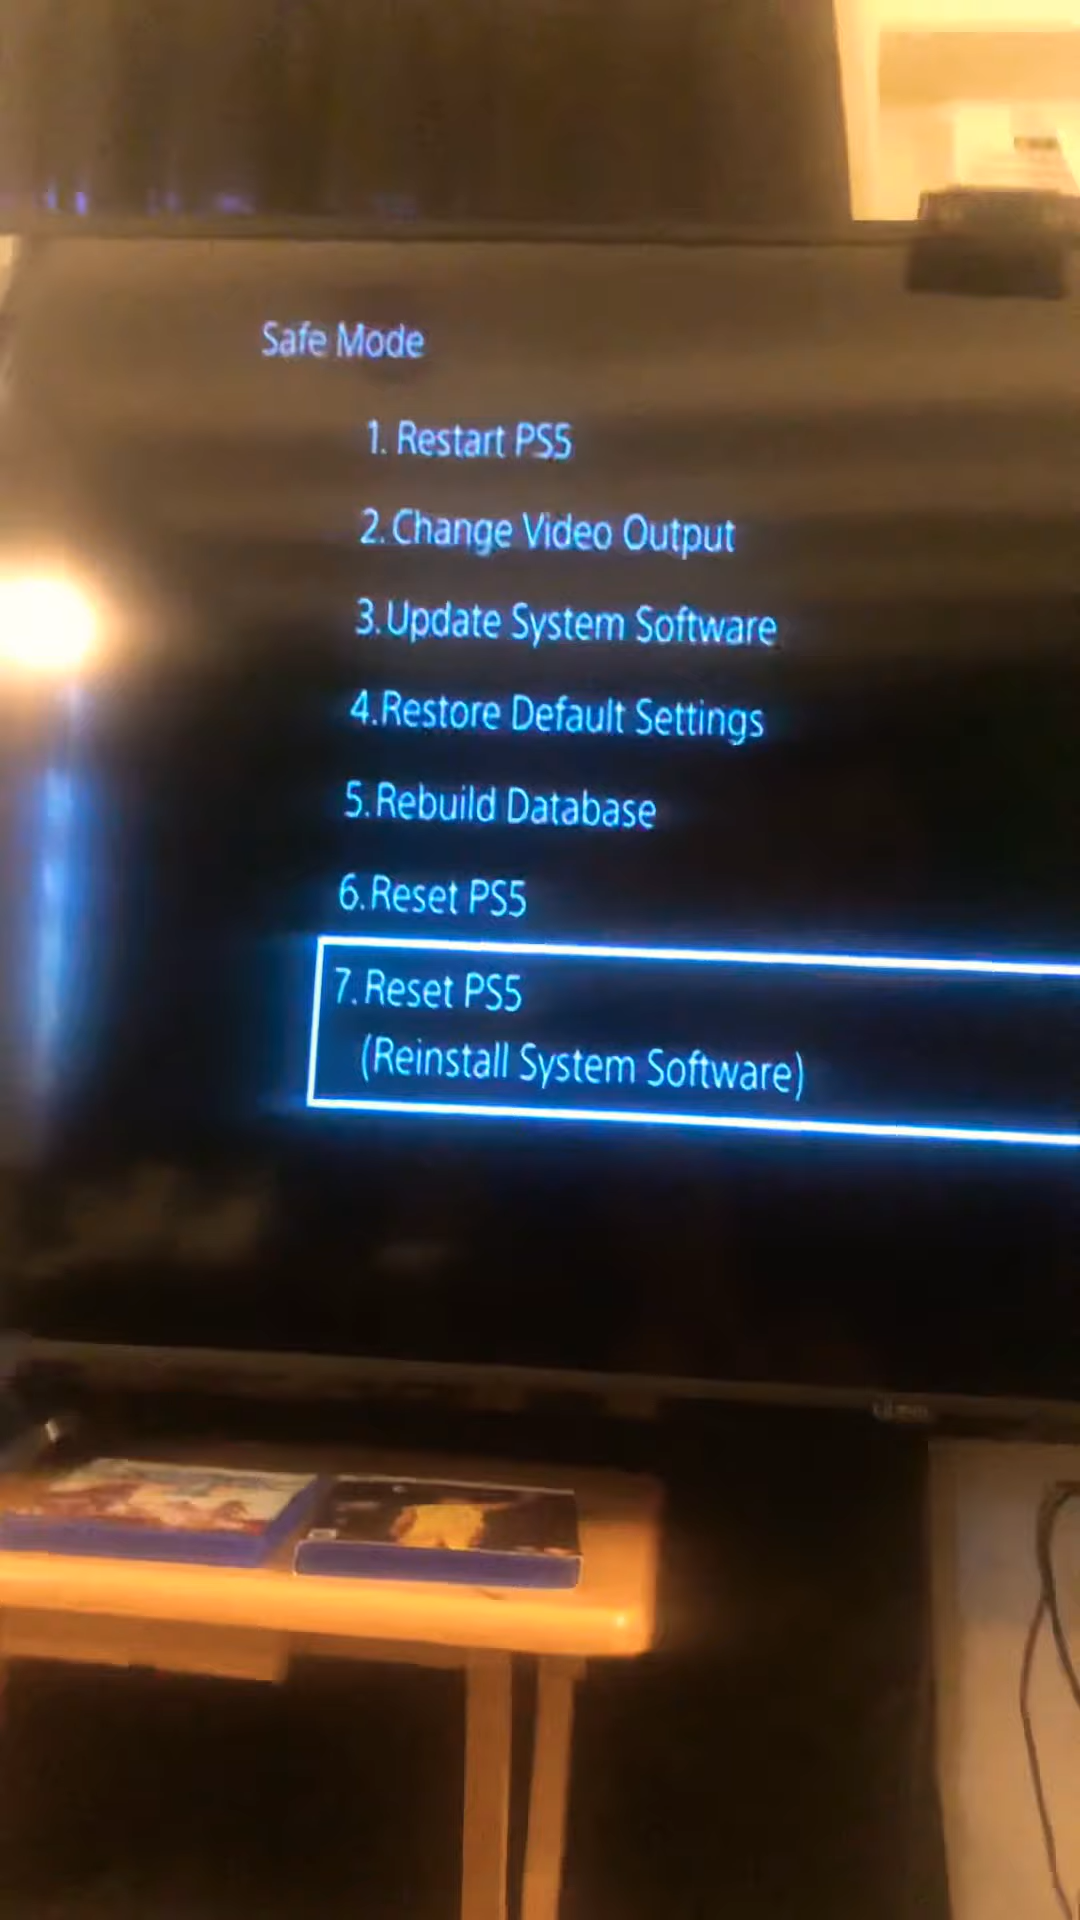 Safe Mode
1. Restart PS5
2. Change Video Output
3. Update System Software
4. Restore Default Settings
5. Rebuild Database
6. Reset PS5
7. Reset PS5
(Reinstall System Software)